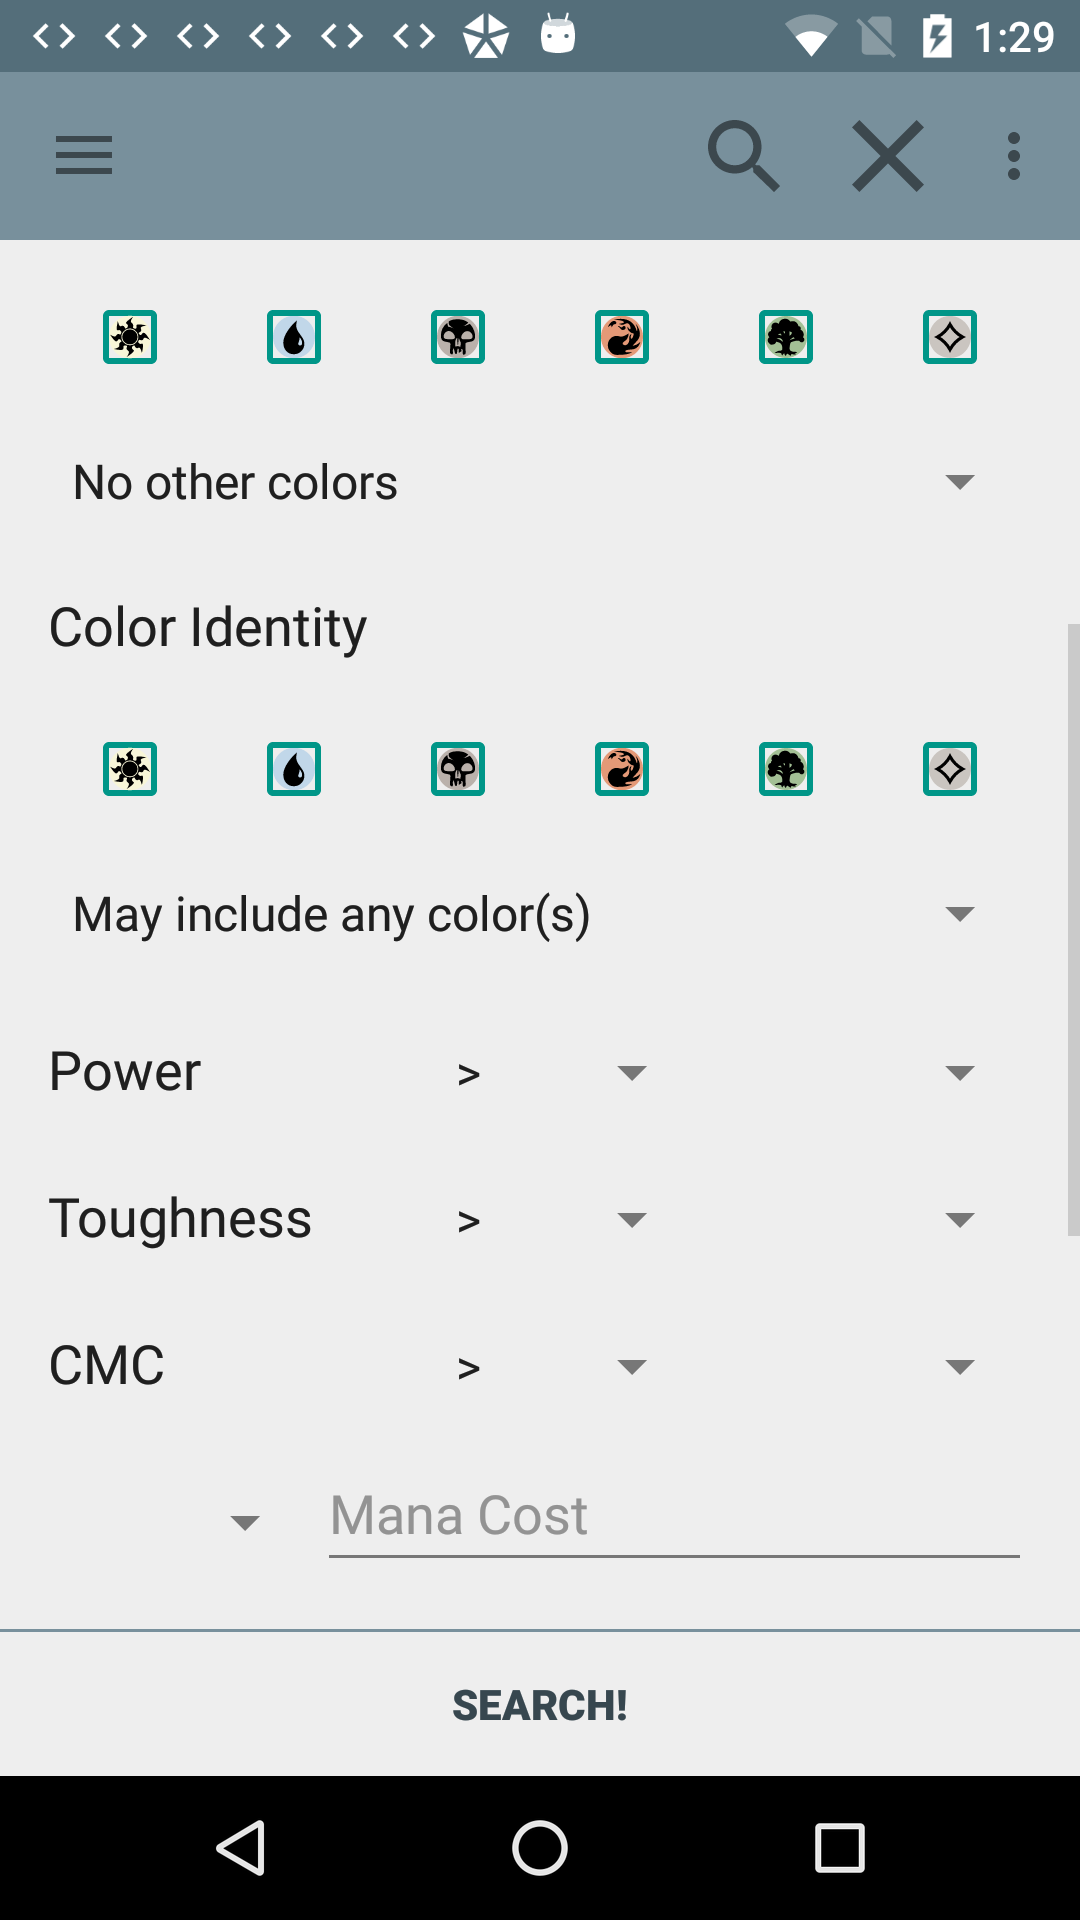 1:29
No other colors
Color Identity
May include any color(s)
Power >
Toughness >
CMC >
Mana Cost
SEARCH!